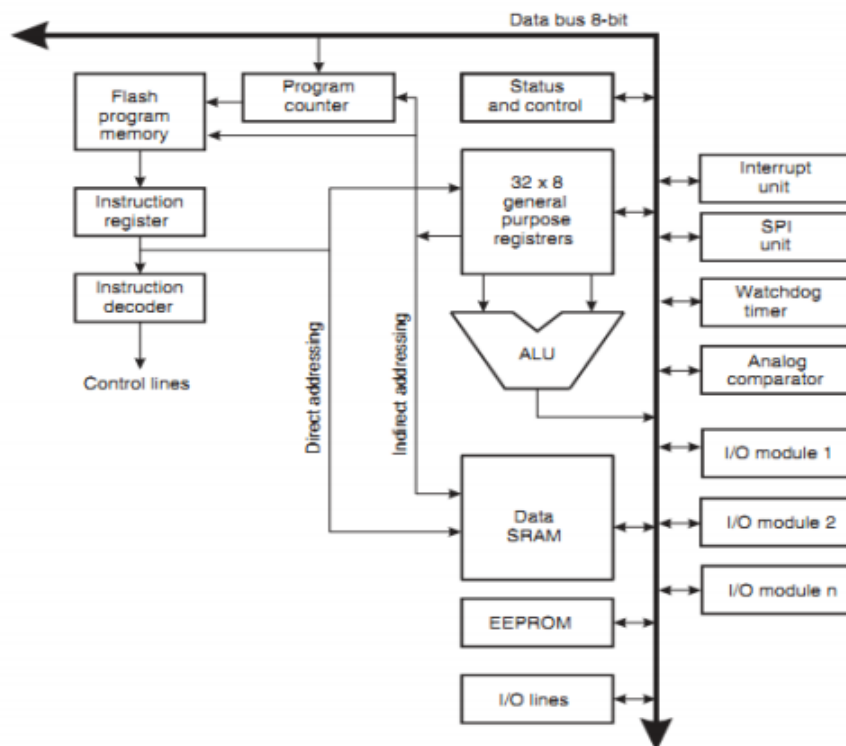 Data bus 8-bit
Flash
program
memory
Program
counter
Status
and control
Instruction
register
32 x 8
general
purpose
registrers
Interrupt
unit
SPI
unit
Instruction
decoder
Watchdog
timer
ALU
Analog
comparator
Control lines
Direct addressing
Indirect addressing
I/O module 1
Data
SRAM
I/O module 2
I/O module n
EEPROM
I/O lines